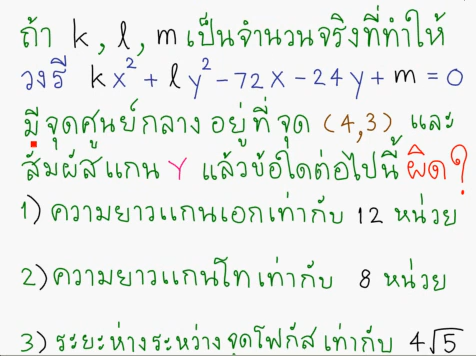 ถ้า k , l , m เป็นจำนวนจริงที่ทำให้
วงรี kx² + ly² - 72x - 24y + m = 0
มีจุดศูนย์กลางอยู่ที่จุด (4,3) และ
สัมผัสแกน Y แล้วข้อใดต่อไปนี้ ผิด?
1) ความยาวแกนเอกเท่ากับ 12 หน่วย
2) ความยาวแกนโทเท่ากับ 8 หน่วย
3) ระยะห่างระหว่างจุดโฟกัสเท่ากับ 4√5